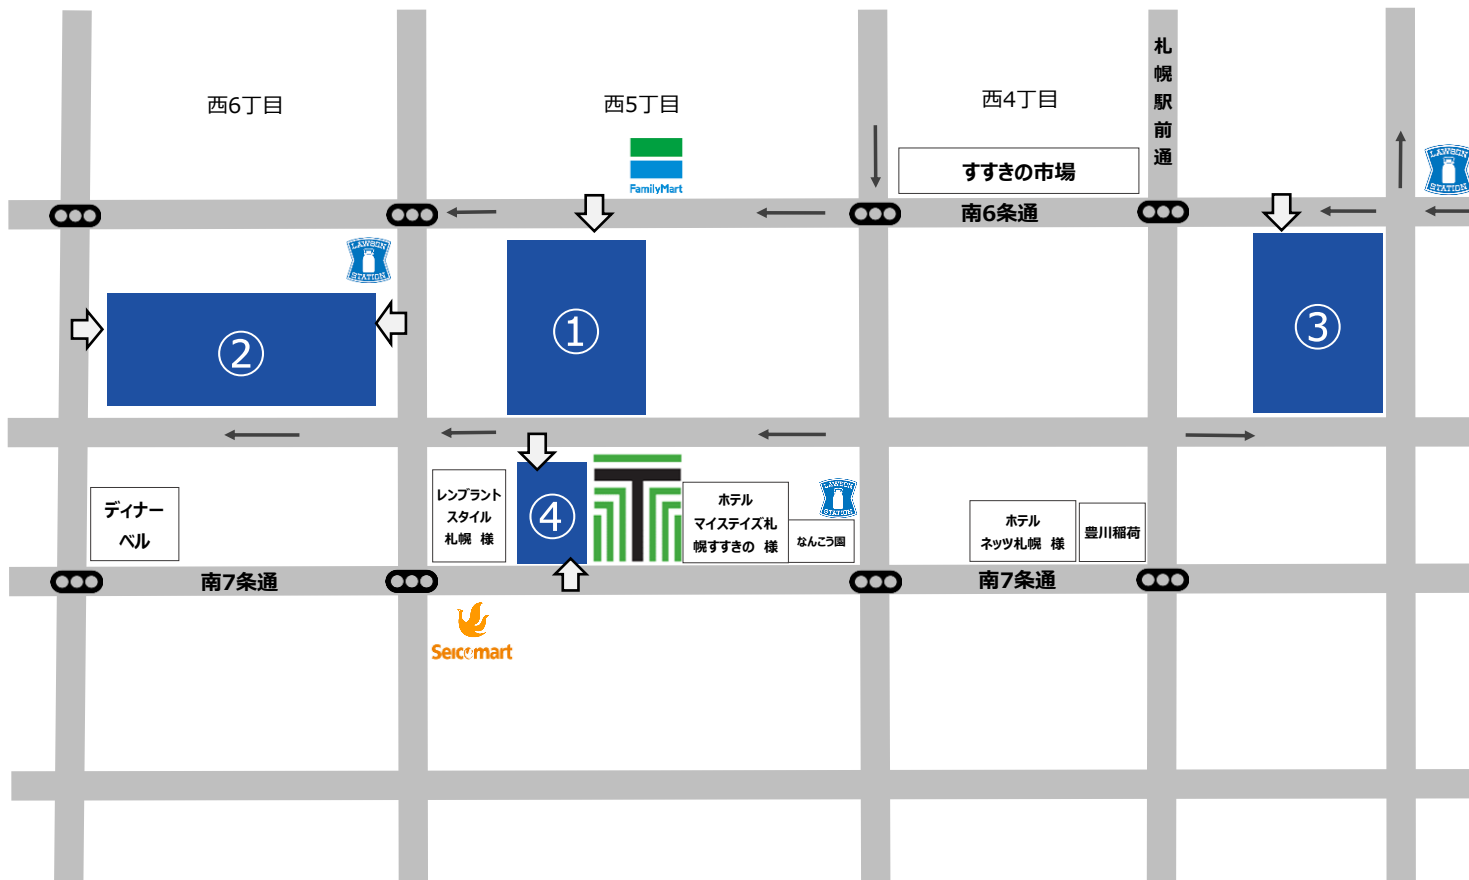 西6丁目
西5丁目
西4丁目
札幌駅前通
FamilyMart
すすきの市場
LAWSON
STATION
南6条通
LAWSON
STATION
①
②
③
ディナー
ベル
レンブラント
スタイル
札幌 様
④
ホテル
マイステイズ札
幌すすきの 様
LAWSON
STATION
なんこう園
ホテル
ネッツ札幌 様
豊川稲荷
南7条通
南7条通
Seicomart